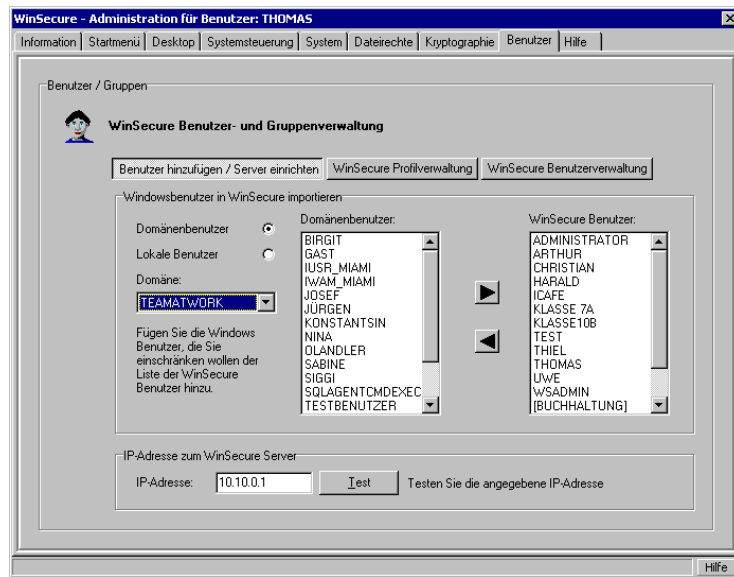 WinSecure - Administration für Benutzer: THOMAS
Information Startmenü Desktop Systemsteuerung System Dateirechte Kryptographie Benutzer Hilfe
Benutzer / Gruppen
WinSecure Benutzer- und Gruppenverwaltung
Benutzer hinzufügen / Server einrichten WinSecure Profilverwaltung WinSecure Benutzerverwaltung
Windowsbenutzer in WinSecure importieren
Domänenbenutzer
Lokale Benutzer
Domäne:
TEAMATWORK
Fügen Sie die Windows
Benutzer, die Sie
einschränken wollen der
Liste der WinSecure
Benutzer hinzu.
Domänenbenutzer:
BIRGIT
GAST
IUSR_MIAMI
IWAM_MIAMI
JOSEF
JÜRGEN
KONSTANTSIN
NINA
OLANDLER
SABINE
SIGGI
SQLAGENTCMDEXEC
TESTBENUTZER
WinSecure Benutzer:
ADMINISTRATOR
ARTHUR
CHRISTIAN
HARALD
ICAFE
KLASSE 7A
KLASSE10B
TEST
THIEL
THOMAS
UWE
WSADMIN
[BUCHHALTUNG]
IP-Adresse zum WinSecure Server
IP-Adresse: 10.10.0.1 Test Testen Sie die angegebene IP-Adresse
Hilfe